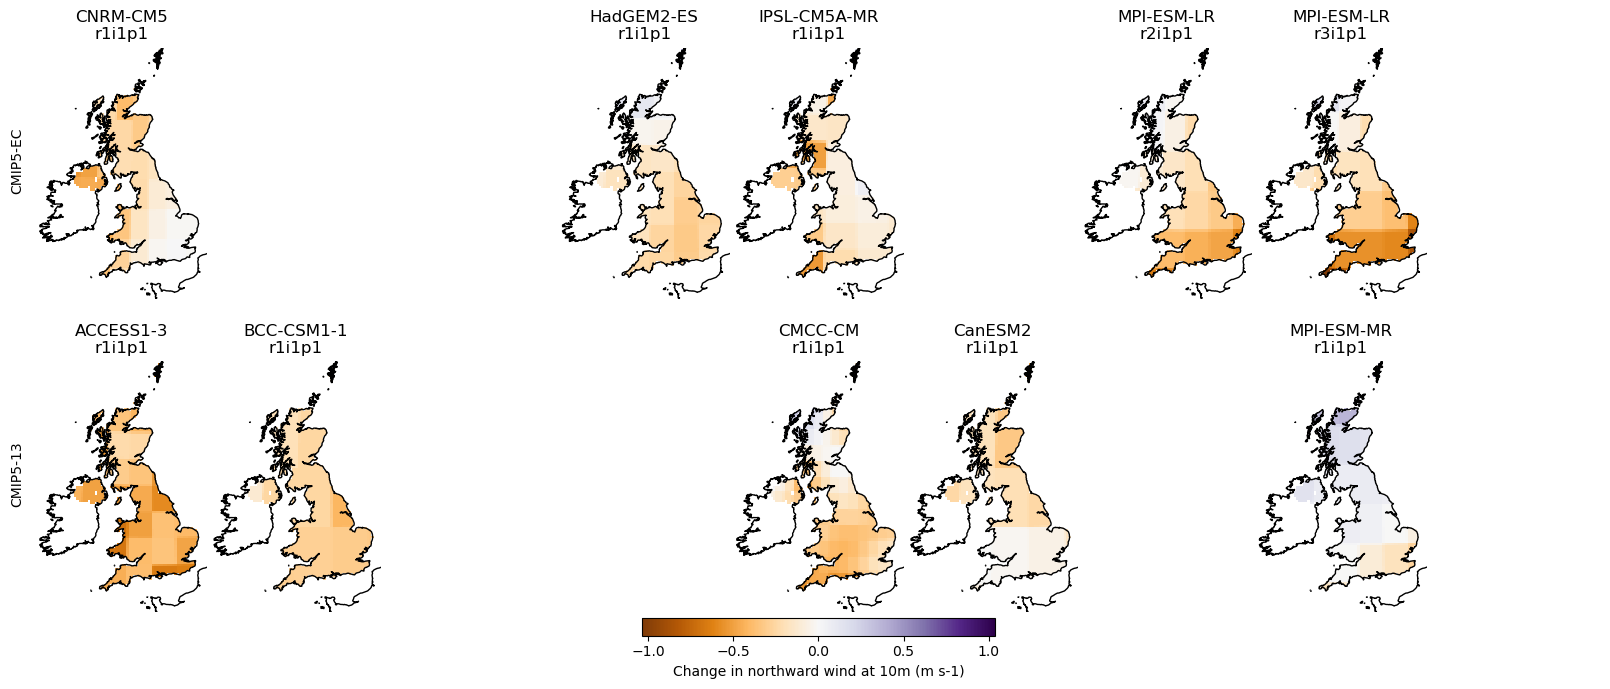 CNRM-CM5
r1i1p1
HadGEM2-ES
r1i1p1
IPSL-CM5A-MR
r1i1p1
MPI-ESM-LR
r2i1p1
MPI-ESM-LR
r3i1p1
CMIP5-EC
ACCESS1-3
r1i1p1
BCC-CSM1-1
r1i1p1
CMCC-CM
r1i1p1
CanESM2
r1i1p1
MPI-ESM-MR
r1i1p1
CMIP5-13
−1.0 −0.5 0.0 0.5 1.0
Change in northward wind at 10m (m s-1)